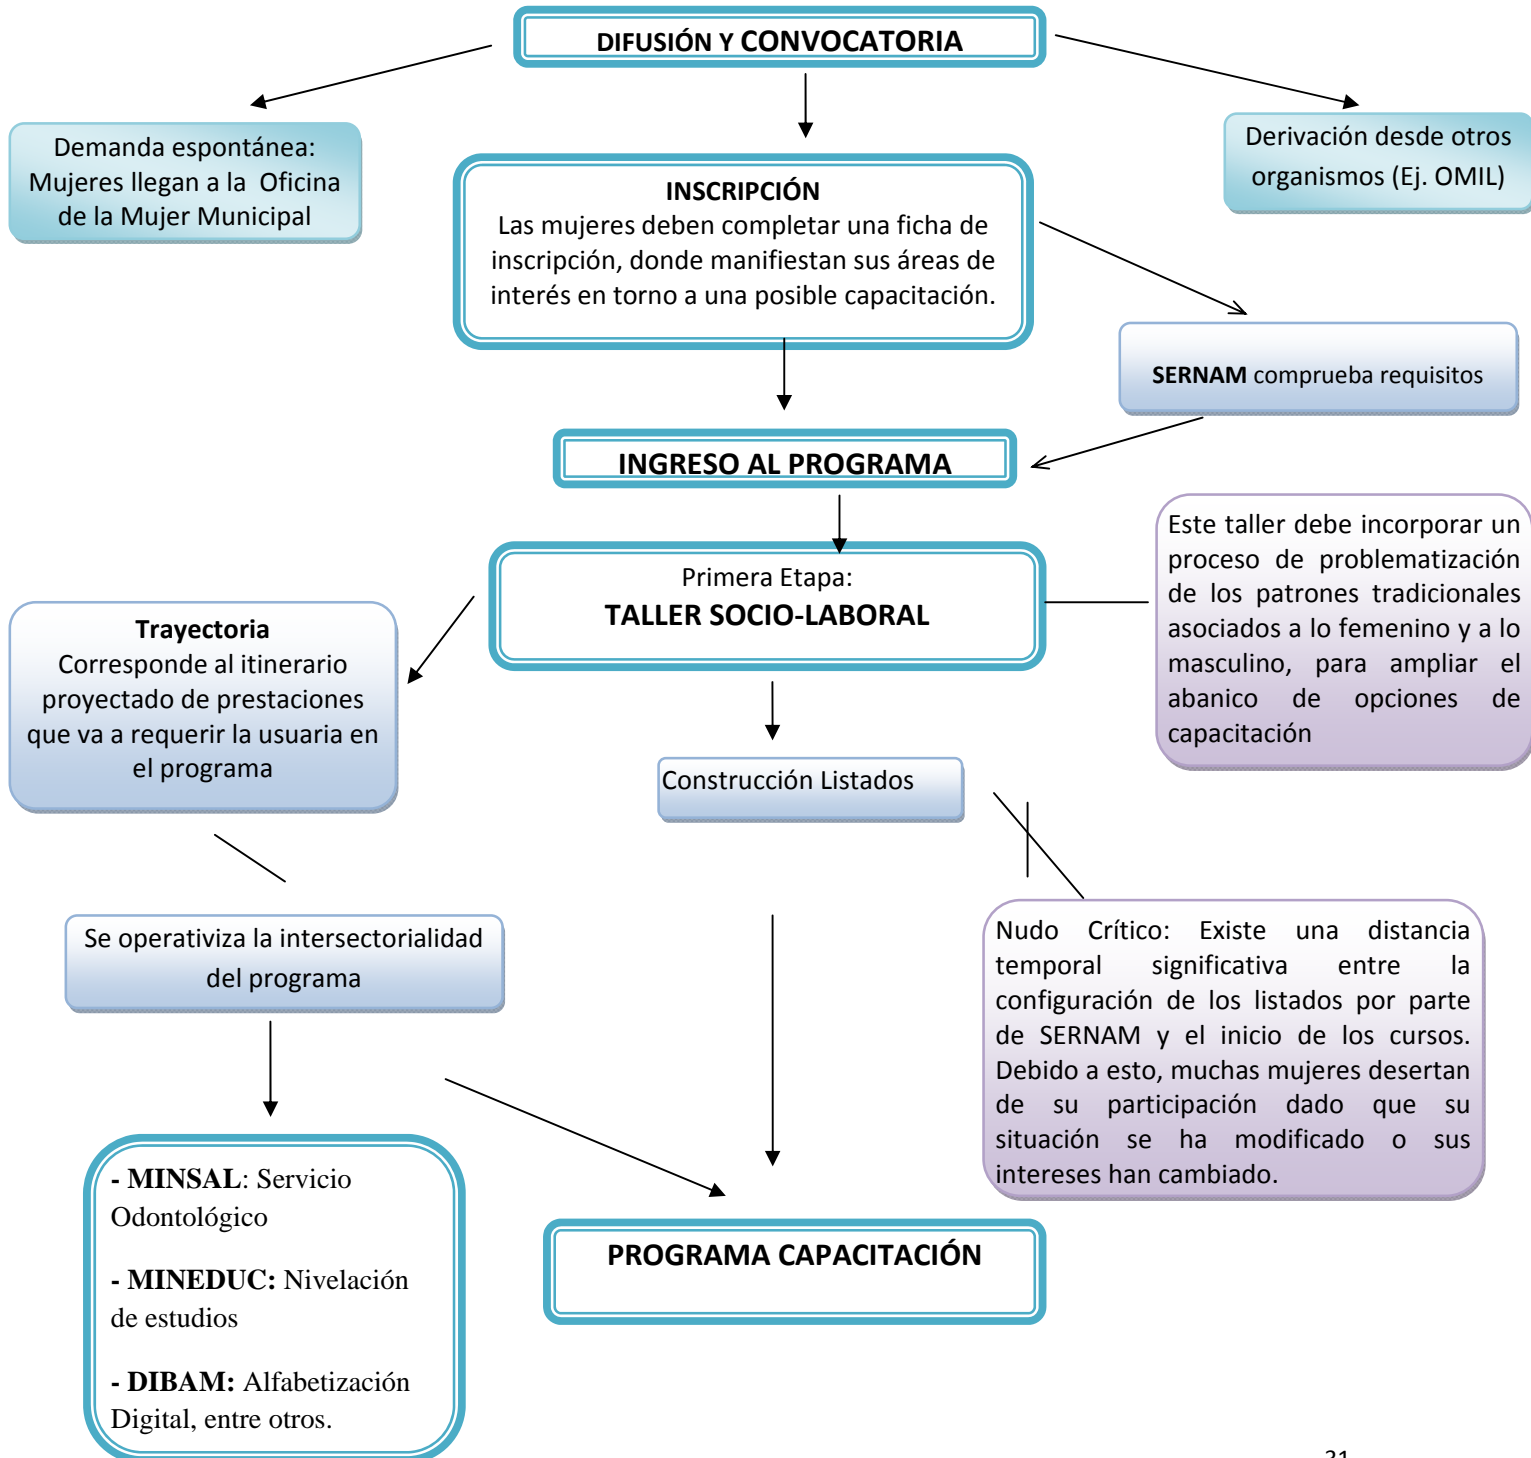 DIFUSIÓN Y CONVOCATORIA
Demanda espontánea:
Mujeres llegan a la Oficina
de la Mujer Municipal
Derivación desde otros
organismos (Ej. OMIL)
INSCRIPCIÓN
Las mujeres deben completar una ficha de
inscripción, donde manifiestan sus áreas de
interés en torno a una posible capacitación.
SERNAM comprueba requisitos
INGRESO AL PROGRAMA
Primera Etapa:
TALLER SOCIO-LABORAL
Este taller debe incorporar un
proceso de problematización
de los patrones tradicionales
asociados a lo femenino y a lo
masculino, para ampliar el
abanico de opciones de
capacitación
Trayectoria
Corresponde al itinerario
proyectado de prestaciones
que va a requerir la usuaria en
el programa
Construcción Listados
Se operativiza la intersectorialidad
del programa
Nudo Crítico: Existe una distancia
temporal significativa entre la
configuración de los listados por parte
de SERNAM y el inicio de los cursos.
Debido a esto, muchas mujeres desertan
de su participación dado que su
situación se ha modificado o sus
intereses han cambiado.
- MINSAL: Servicio
Odontológico
- MINEDUC: Nivelación
de estudios
- DIBAM: Alfabetización
Digital, entre otros.
PROGRAMA CAPACITACIÓN
31